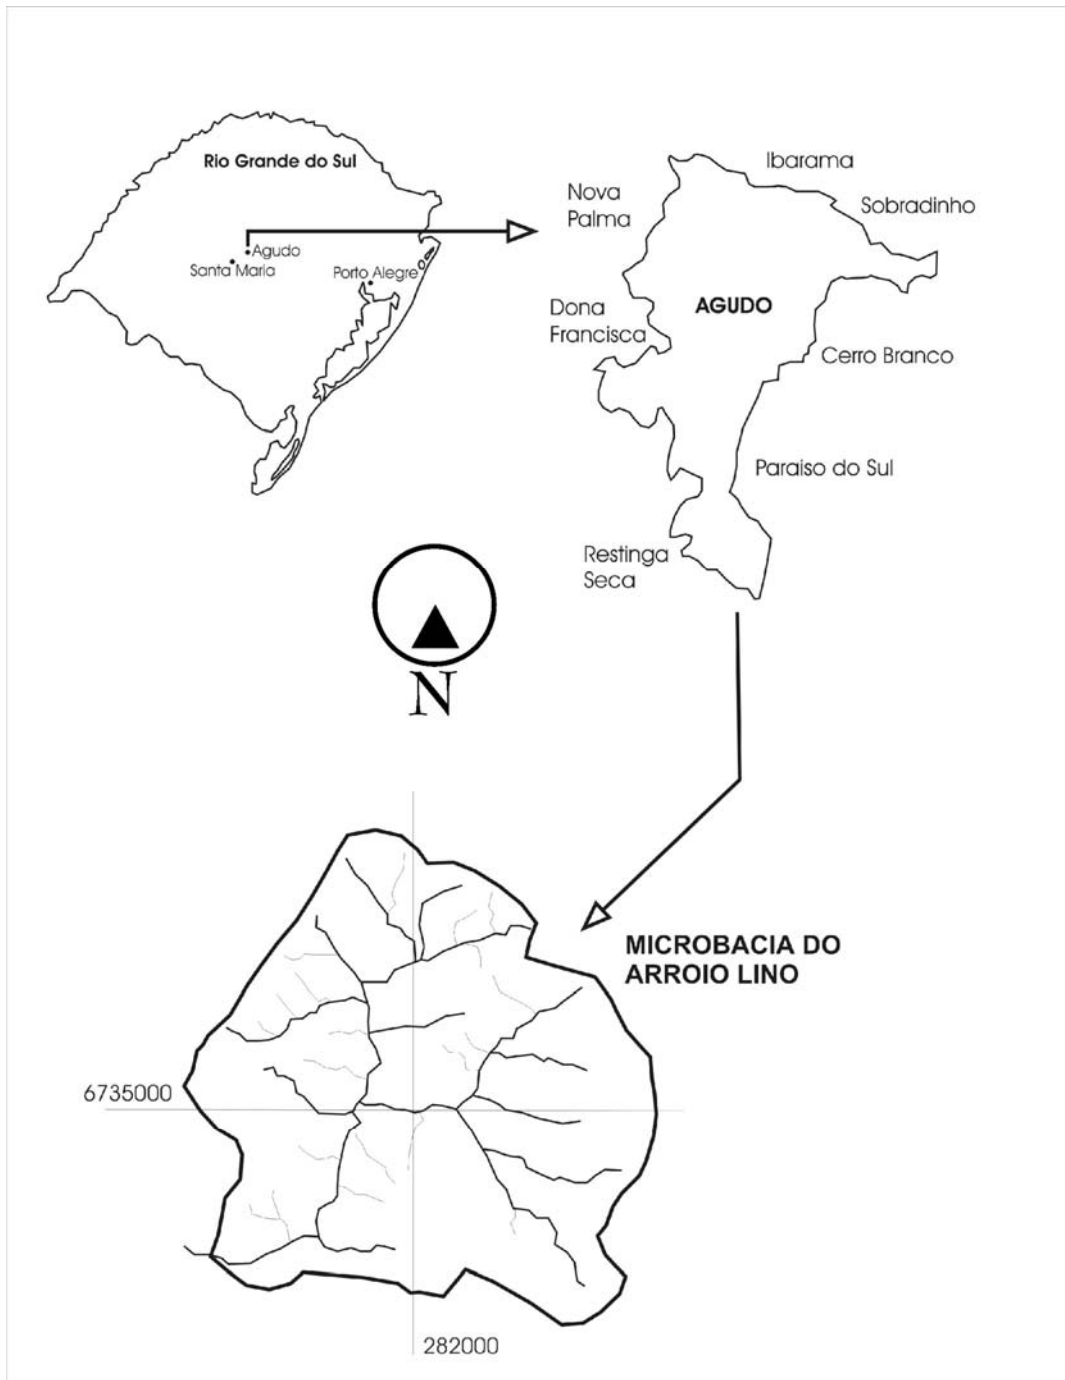 Rio Grande do Sul
Agudo
Santa Maria
Porto Alegre
Ibarama
Nova
Palma
Sobradinho
Dona
Francisca
AGUDO
Cerro Branco
Paraiso do Sul
Restinga
Seca
N
MICROBACIA DO
ARROIO LINO
6735000
282000